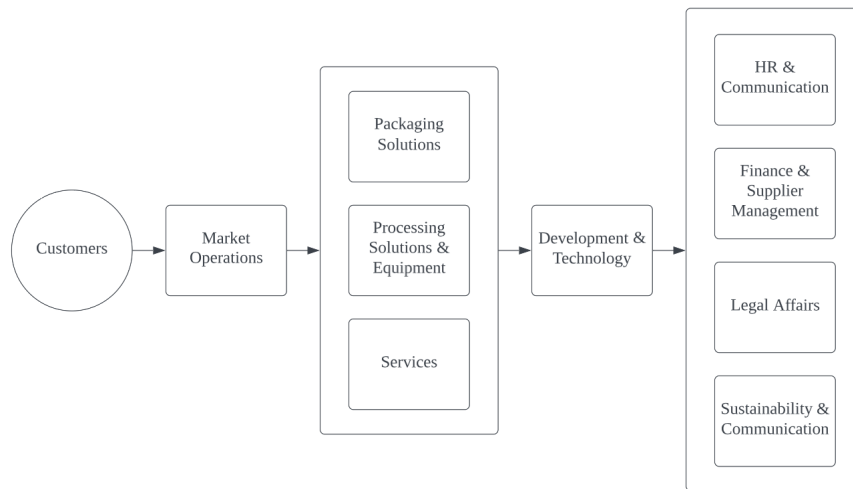 Customers
Market
Operations
Packaging
Solutions
Processing
Solutions &
Equipment
Services
Development &
Technology
HR &
Communication
Finance &
Supplier
Management
Legal Affairs
Sustainability &
Communication